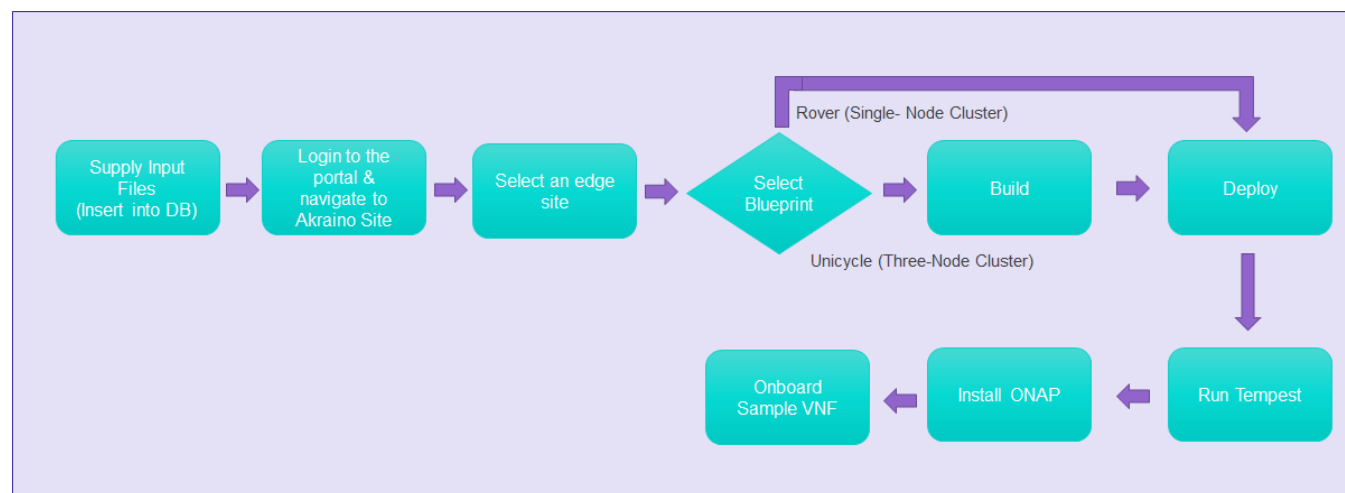 Supply Input
Files
(Insert into DB)
Login to the
portal &
navigate to
Akraino Site
Select an edge
site
Select
Blueprint
Rover (Single- Node Cluster)
Unicycle (Three-Node Cluster)
Build
Deploy
Run Tempest
Install ONAP
Onboard
Sample VNF